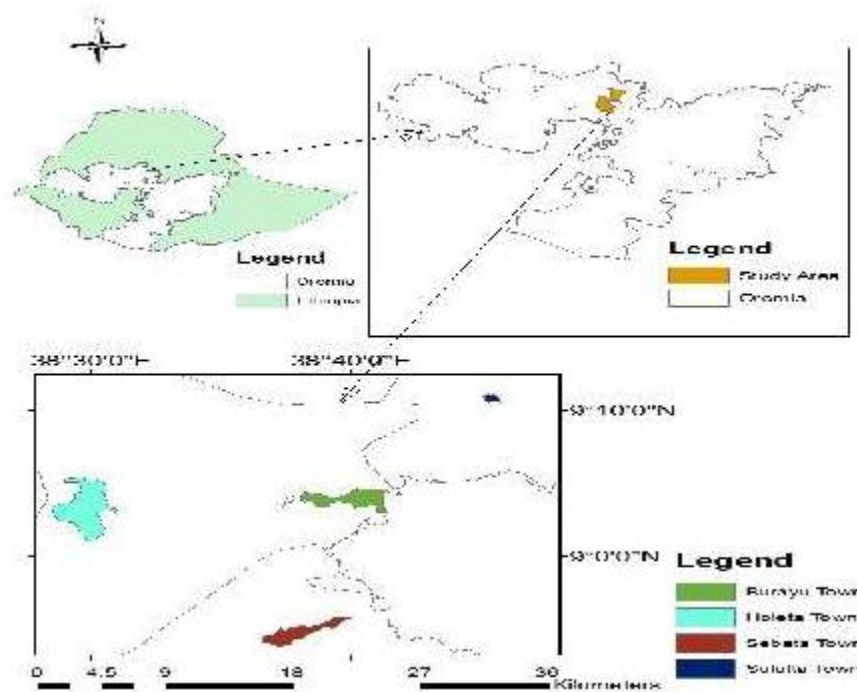 N
Legend
Oromia
Ethiopia
Legend
Study Area
Oromia
38°30'0"E 38°40'0"E
9°10'0"N
9°0'0"N
Legend
Burayu Town
Holeta Town
Sebata Town
Sululta Town
0 4.5 9 18 27 36
Kilometers